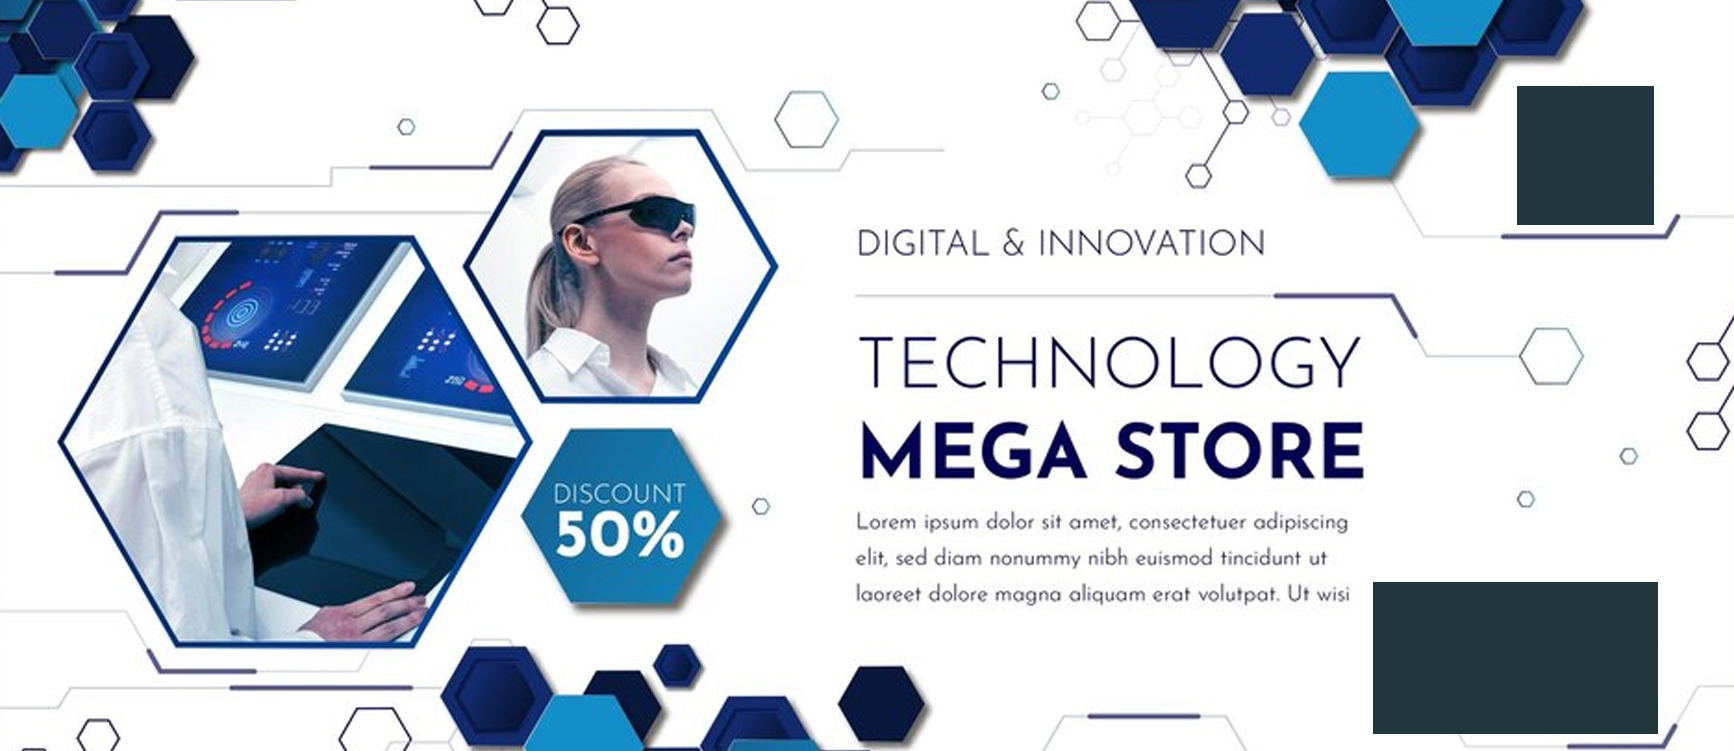 DIGITAL & INNOVATION
TECHNOLOGY
MEGA STORE
DISCOUNT
50%
Lorem ipsum dolor sit amet, consectetuer adipiscing
elit, sed diam nonummy nibh euismod tincidunt ut
laoreet dolore magna aliquam erat volutpat. Ut wisi